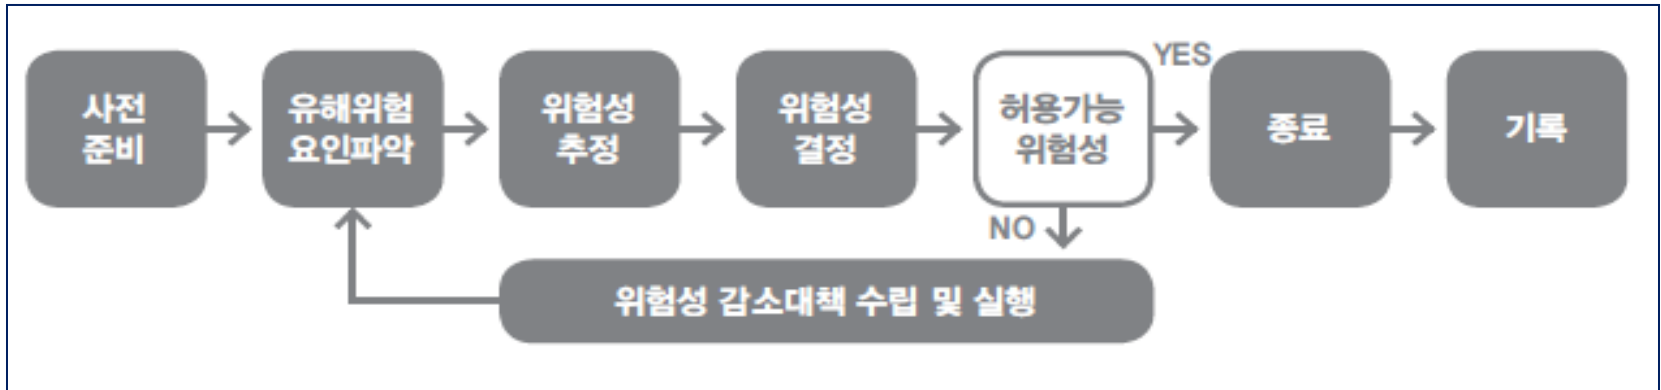 사전
준비
유해위험
요인파악
위험성
추정
위험성
결정
허용가능
위험성
YES
종료
기록
NO
위험성 감소대책 수립 및 실행